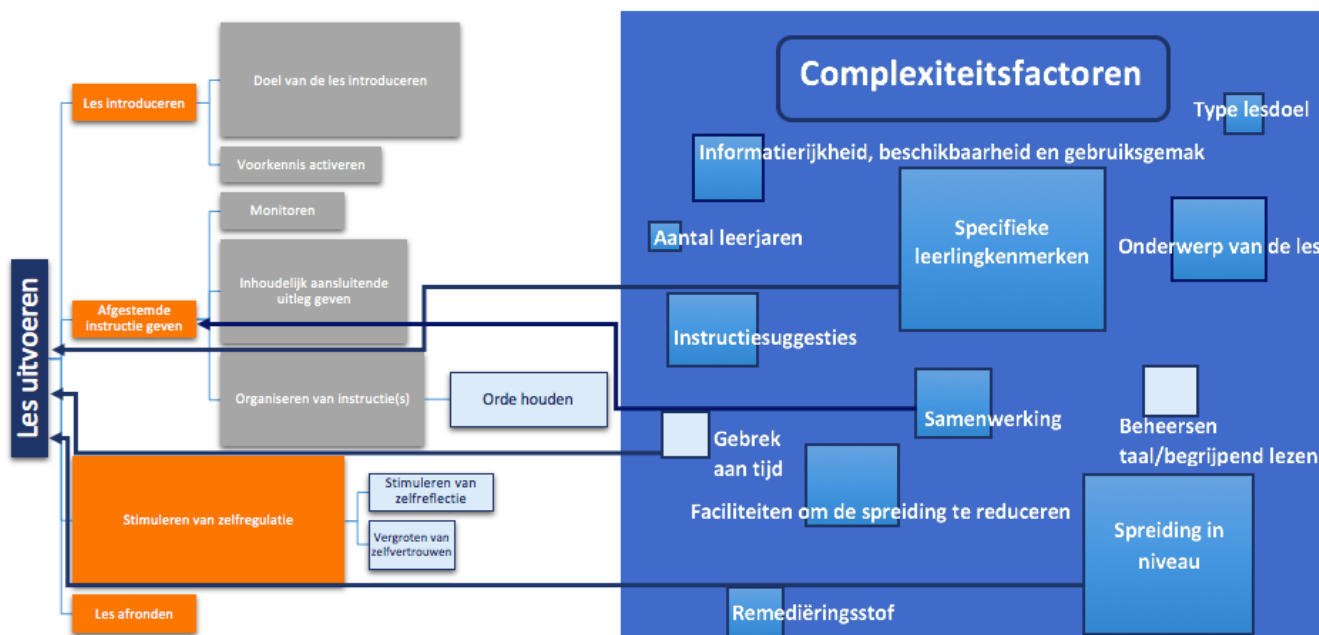 Les uitvoeren
Les introduceren
Doel van de les introduceren
Voorkennis activeren
Afgestemde
instructie geven
Monitoren
Inhoudelijk aansluitende
uitleg geven
Organiseren van instructie(s)
Orde houden
Stimuleren van zelfregulatie
Stimuleren van
zelfreflectie
Vergroten van
zelfvertrouwen
Les afronden
Complexiteitsfactoren
Type lesdoel
Informatierijkheid, beschikbaarheid en gebruiksgemak
Aantal leerjaren
Specifieke
leerlingkenmerken
Onderwerp van de les
Instructiesuggesties
Samenwerking
Beheersen
taal/begrijpend lezen
Gebrek
aan tijd
Faciliteiten om de spreiding te reduceren
Spreiding in
niveau
Remediëringsstof